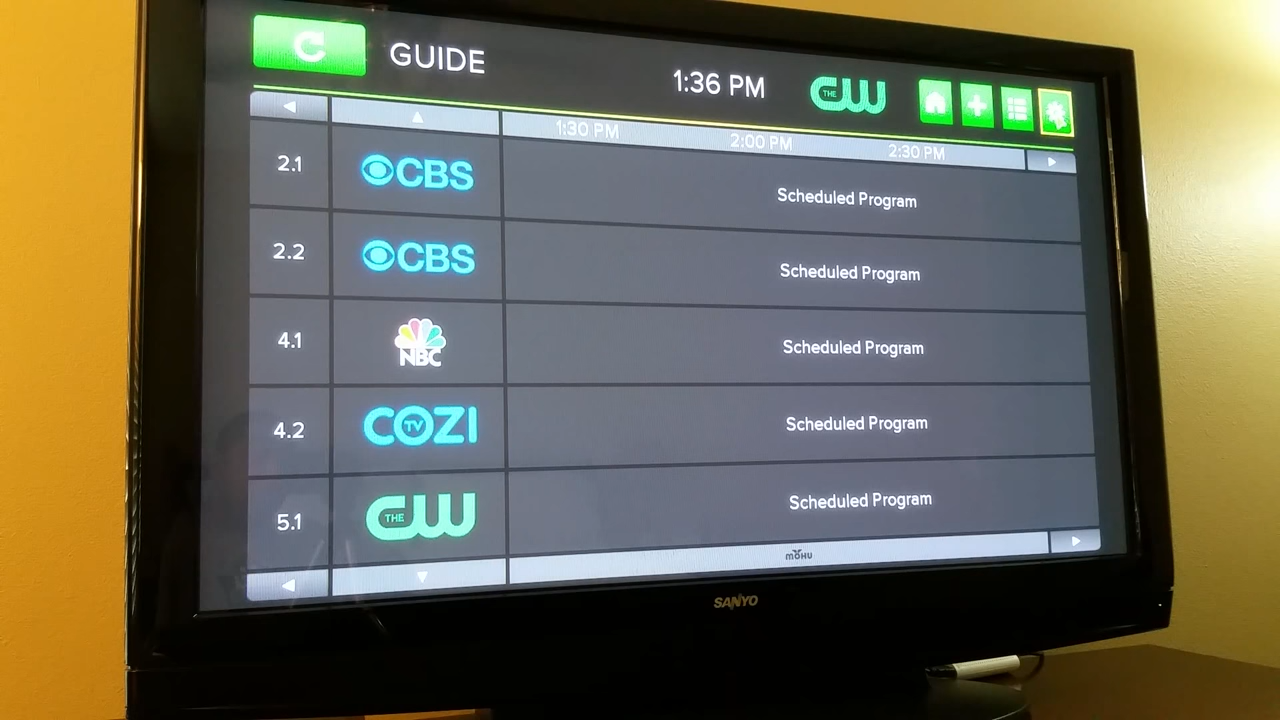 GUIDE
1:36 PM
THE CW
1:30 PM 2:00 PM 2:30 PM
2.1 CBS Scheduled Program
2.2 CBS Scheduled Program
4.1 NBC Scheduled Program
4.2 COZI TV Scheduled Program
5.1 THE CW Scheduled Program
mohu
SANYO